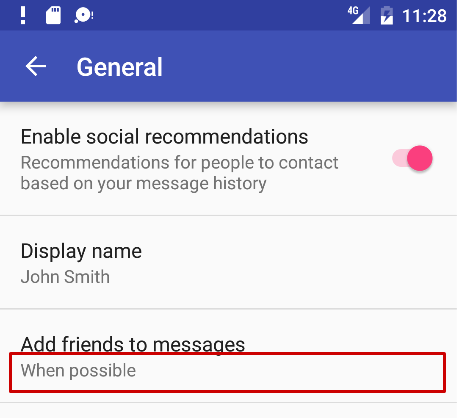 4G 11:28
General
Enable social recommendations
Recommendations for people to contact
based on your message history
Display name
John Smith
Add friends to messages
When possible